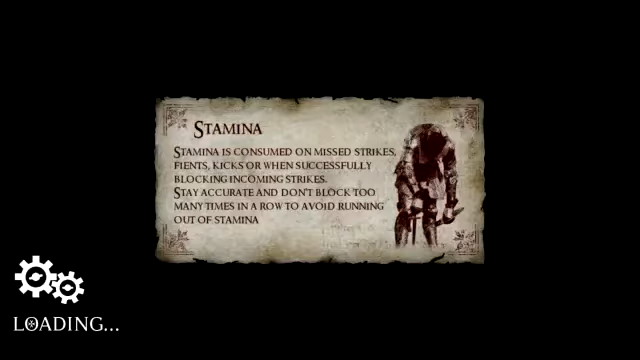 STAMINA
STAMINA IS CONSUMED ON MISSED STRIKES,
FIENTS, KICKS OR WHEN SUCCESSFULLY
BLOCKING INCOMING STRIKES.
STAY ACCURATE AND DON'T BLOCK TOO
MANY TIMES IN A ROW TO AVOID RUNNING
OUT OF STAMINA
LOADING...